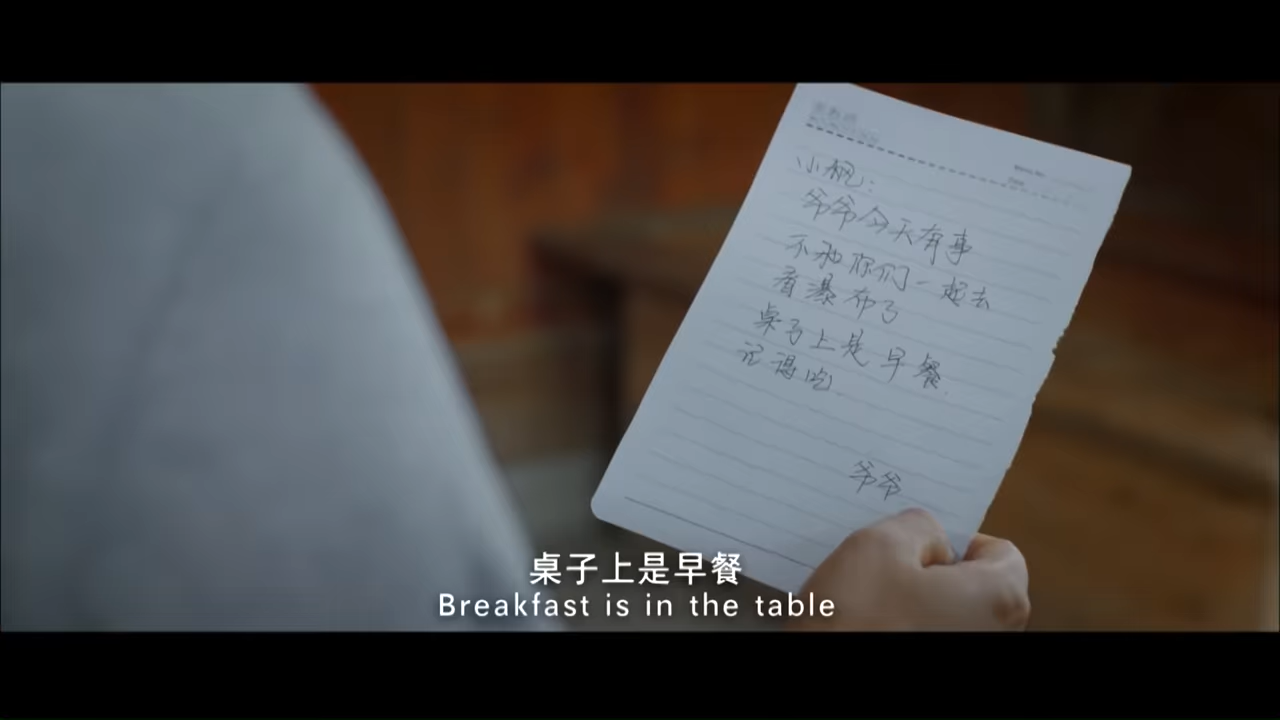 小枫：
爷爷今天有事
不和你们一起去
看瀑布了
桌子上是早餐
记得吃
爷爷
桌子上是早餐
Breakfast is in the table